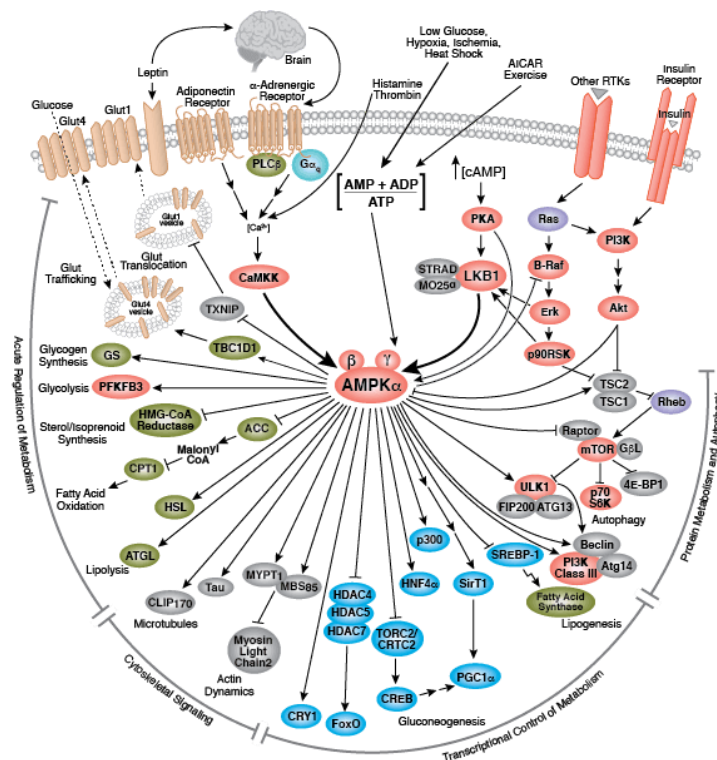 Low Glucose,
Hypoxia, Ischemia,
Heat Shock
Brain
AICAR
Exercise
Insulin
Receptor
Other RTKs
Leptin
Adiponectin
Receptor
α-Adrenergic
Receptor
Histamine
Thrombin
Glucose
Glut4
Glut1
Insulin
PLCβ
Gαq
[cAMP]
AMP + ADP
ATP
PKA
Ras
PI3K
Glut1
vesicle
[Ca2+]
Glut
Translocation
Glut
Trafficking
CaMKK
STRAD
MO25α
LKB1
B-Raf
Erk
Akt
Glut4
vesicle
TXNIP
TBC1D1
p90RSK
GS
Glycogen
Synthesis
β
γ
AMPKα
TSC2
TSC1
Rheb
Glycolysis
PFKFB3
HMG-CoA
Reductase
Sterol/Isoprenoid
Synthesis
ACC
Malonyl
CoA
CPT1
Fatty Acid
Oxidation
Raptor
mTOR
GβL
ULK1
FIP200
ATG13
p70
S6K
4E-BP1
Autophagy
HSL
ATGL
Lipolysis
p300
SREBP-1
Beclin
PI3K
Class III
Atg14
CLIP170
Tau
Microtubules
MYPT1
MBS85
HDAC4
HDAC5
HDAC7
HNF4α
SirT1
Fatty Acid
Synthase
Lipogenesis
Myosin
Light
Chain2
Actin
Dynamics
TORC2/
CRTC2
PGC1α
CREB
Gluconeogenesis
CRY1
FoxO
Acute Regulation of Metabolism
Cytoskeletal Signaling
Transcriptional Control of Metabolism
Protein Metabolism and Autophagy